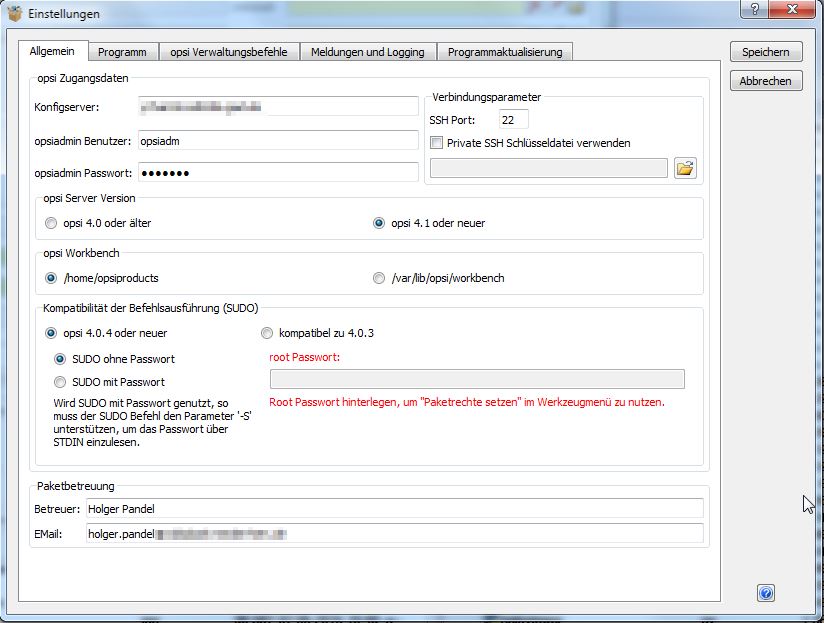 Einstellungen
Allgemein
Programm
opsi Verwaltungsbefehle
Meldungen und Logging
Programmaktualisierung
Speichern
Abbrechen
opsi Zugangsdaten
Konfigserver:
opsiadmin Benutzer:
opsiadm
opsiadmin Passwort:
●●●●●●●
Verbindungsparameter
SSH Port:
22
Private SSH Schlüsseldatei verwenden
opsi Server Version
opsi 4.0 oder älter
opsi 4.1 oder neuer
opsi Workbench
/home/opsiproducts
/var/lib/opsi/workbench
Kompatibilität der Befehlsausführung (SUDO)
opsi 4.0.4 oder neuer
kompatibel zu 4.0.3
SUDO ohne Passwort
SUDO mit Passwort
Wird SUDO mit Passwort genutzt, so
muss der SUDO Befehl den Parameter '-S'
unterstützen, um das Passwort über
STDIN einzulesen.
root Passwort:
Root Passwort hinterlegen, um "Paketrechte setzen" im Werkzeugmenü zu nutzen.
Paketbetreuung
Betreuer:
Holger Pandel
EMail:
holger.pandel